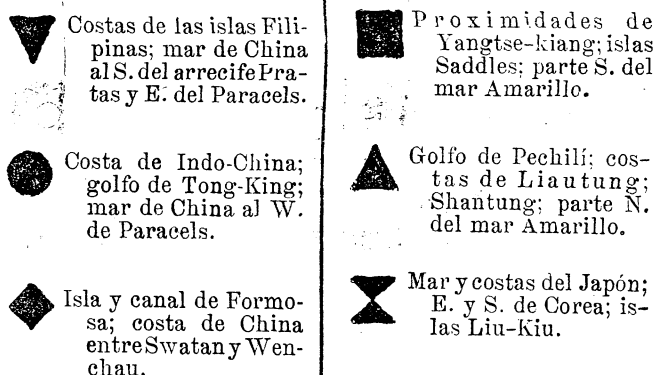 Costas de las islas Fili-
pinas; mar de China
al S. del arrecife Pra-
tas y E. del Paracels.
Costa de Indo-China;
golfo de Tong-King;
mar de China al W.
de Paracels.
Isla y canal de Formo-
sa; costa de China
entre Swatan y Wen-
chau.
Proximidades de
Yangtse-kiang; islas
Saddles; parte S. del
mar Amarillo.
Golfo de Pechilí; cos-
tas de Liautung;
Shantung; parte N.
del mar Amarillo.
Mar y costas del Japón;
E. y S. de Corea; is-
las Liu-Kiu.